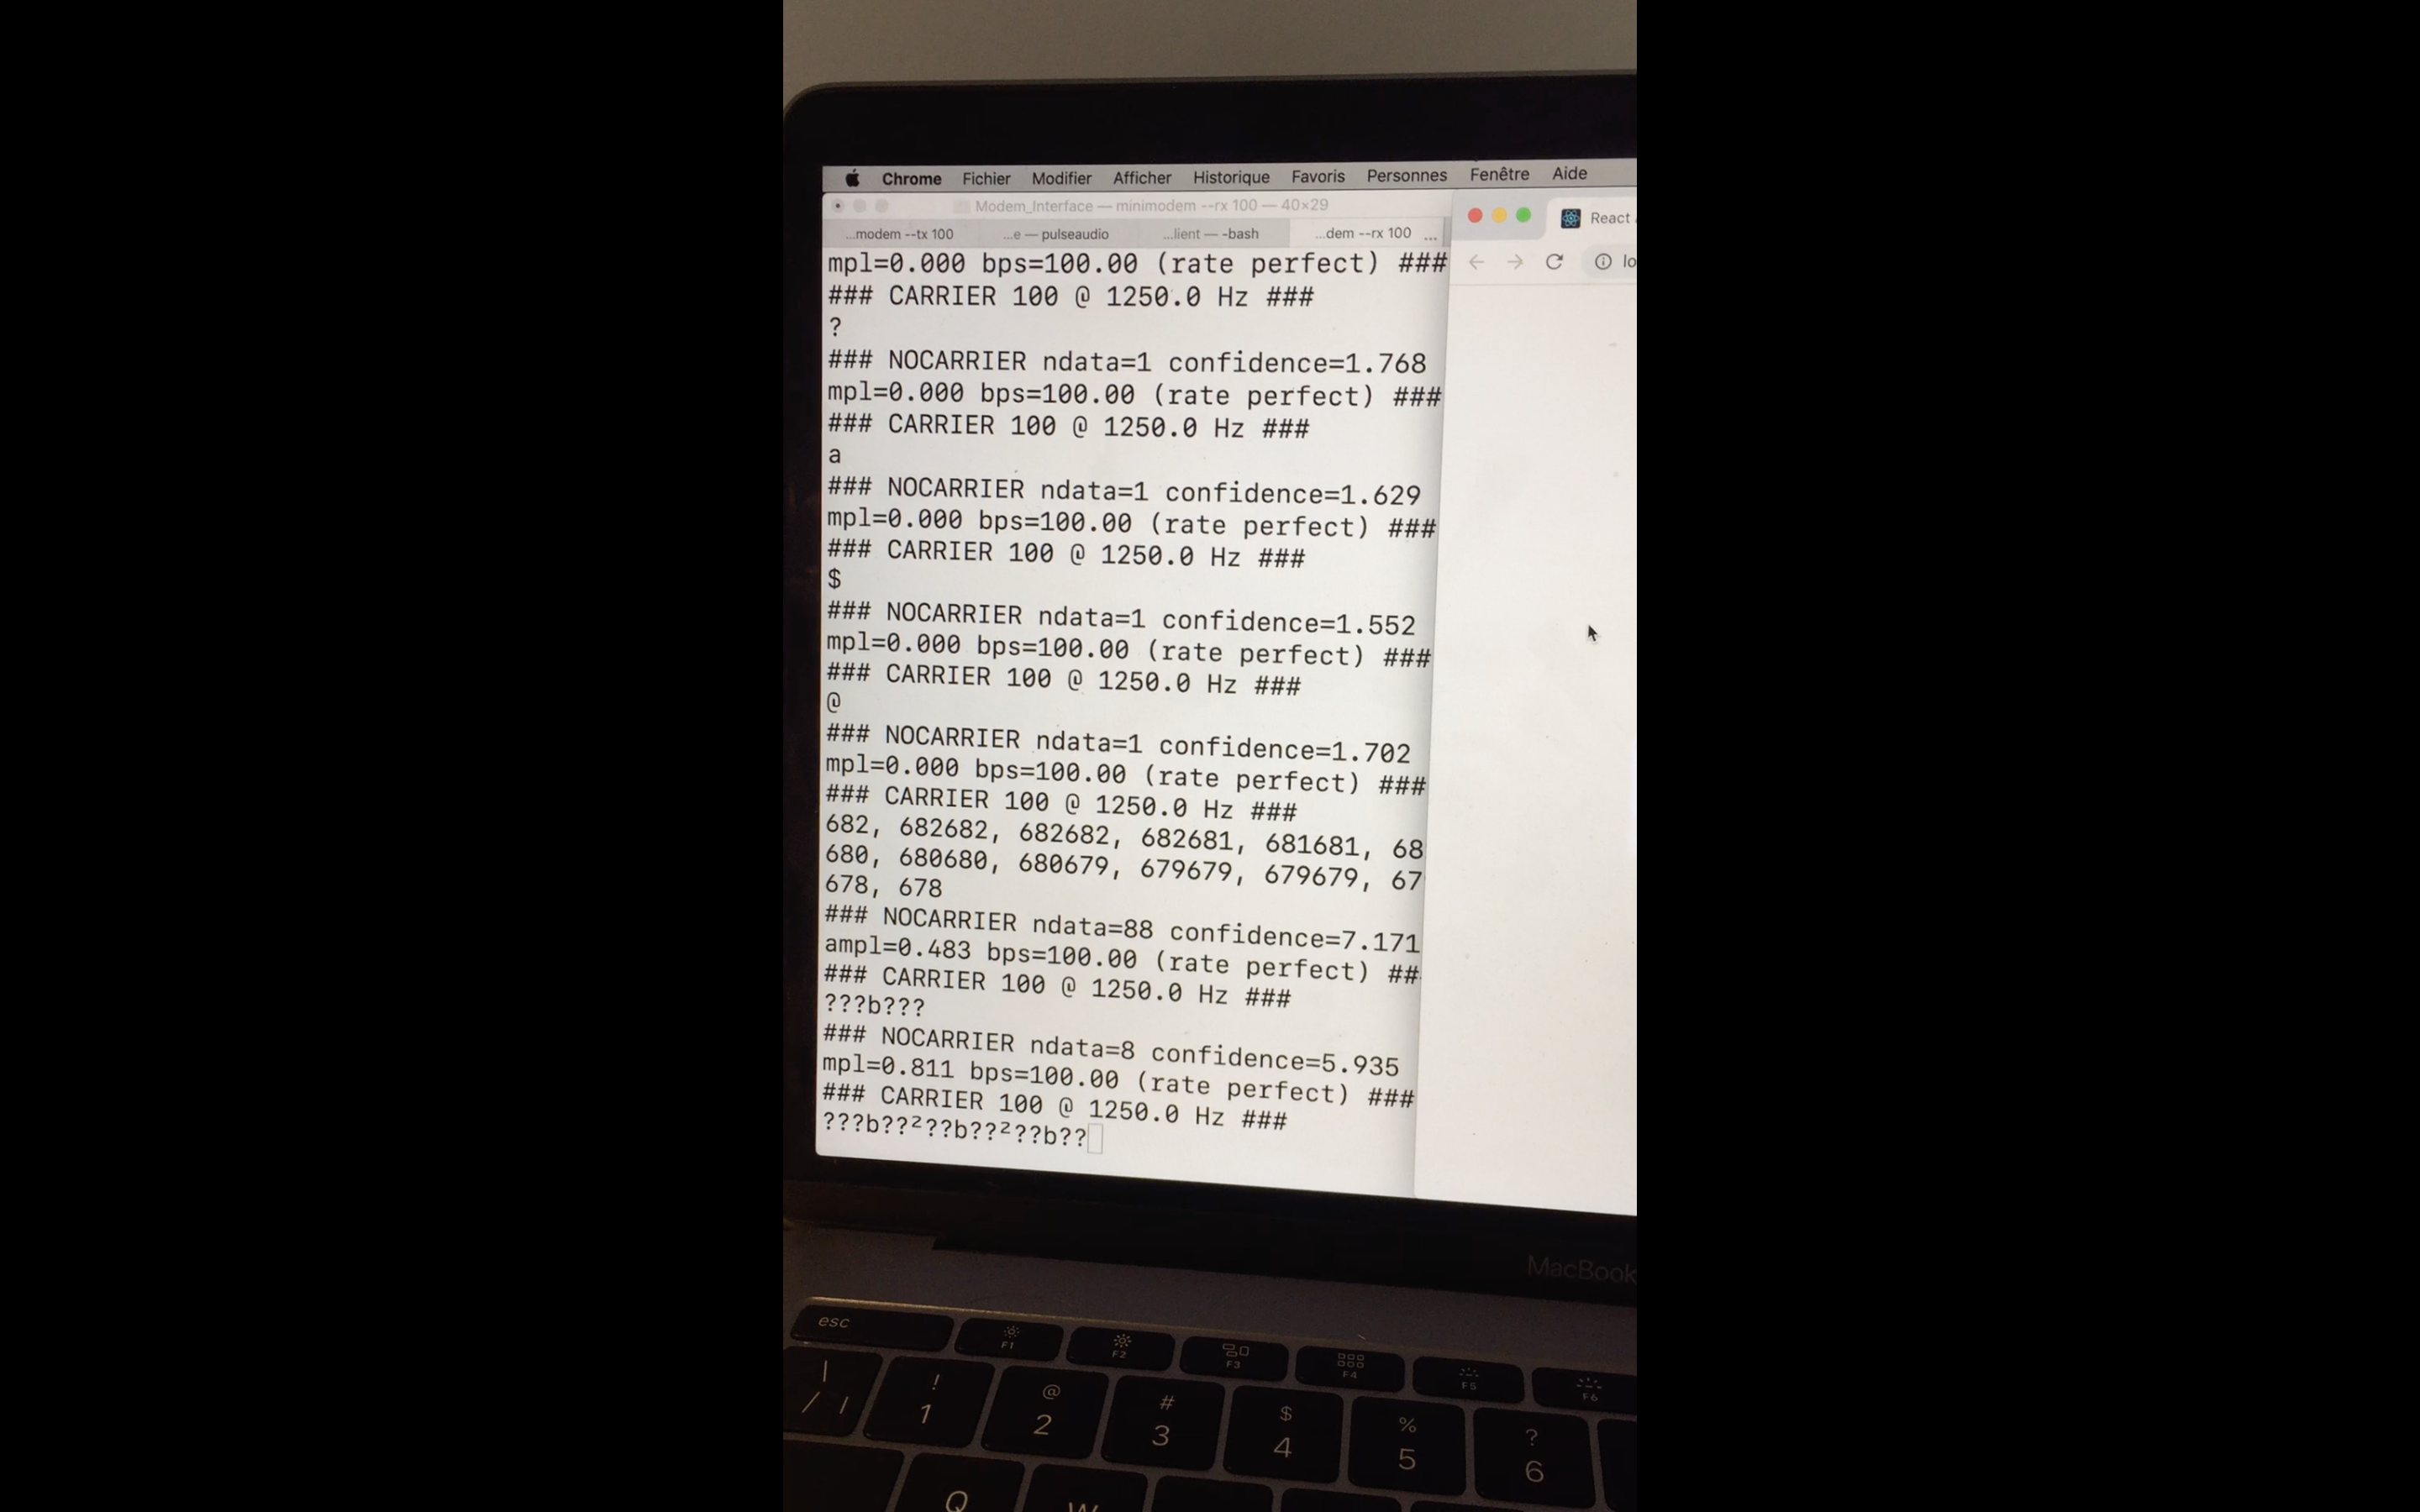 Chrome Fichier Modifier Afficher Historique Favoris Personnes Fenêtre Aide
Modem_Interface — minimodem --rx 100 — 40×29
...modem --tx 100 ...e — pulseaudio ...lient — -bash ...dem --rx 100 ...
React
lo
mpl=0.000 bps=100.00 (rate perfect) ###
### CARRIER 100 @ 1250.0 Hz ###
?
### NOCARRIER ndata=1 confidence=1.768
mpl=0.000 bps=100.00 (rate perfect) ###
### CARRIER 100 @ 1250.0 Hz ###
a
### NOCARRIER ndata=1 confidence=1.629
mpl=0.000 bps=100.00 (rate perfect) ###
### CARRIER 100 @ 1250.0 Hz ###
$
### NOCARRIER ndata=1 confidence=1.552
mpl=0.000 bps=100.00 (rate perfect) ###
### CARRIER 100 @ 1250.0 Hz ###
@
### NOCARRIER ndata=1 confidence=1.702
mpl=0.000 bps=100.00 (rate perfect) ###
### CARRIER 100 @ 1250.0 Hz ###
682, 682682, 682682, 682681, 681681, 68
680, 680680, 680679, 679679, 679679, 67
678, 678
### NOCARRIER ndata=88 confidence=7.171
ampl=0.483 bps=100.00 (rate perfect) ##
### CARRIER 100 @ 1250.0 Hz ###
???b???
### NOCARRIER ndata=8 confidence=5.935
mpl=0.811 bps=100.00 (rate perfect) ###
### CARRIER 100 @ 1250.0 Hz ###
???b??²??b??²??b??
MacBook
esc F1 F2 F3 F4 F5 F6
| ! @ # $ % ?
/ \ 1 2 3 4 5 6
Q W